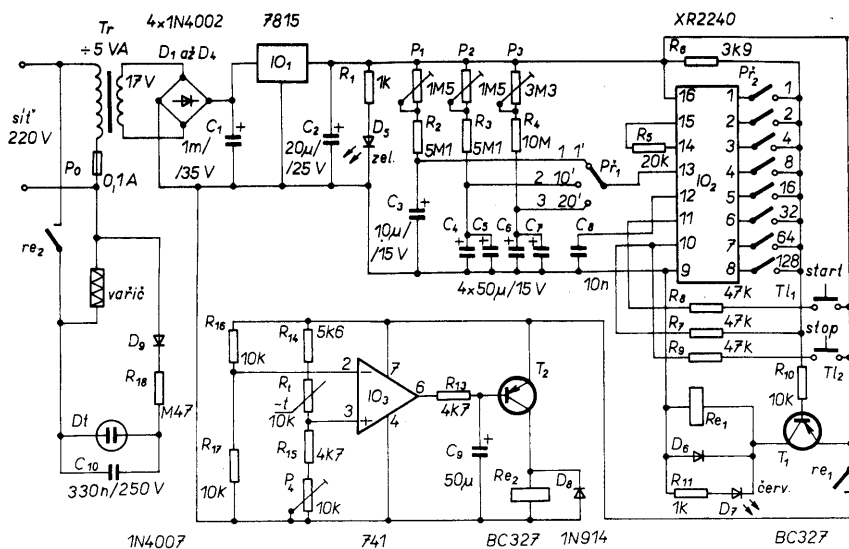 4x1N4002
7815
XR2240
Tr
÷5 VA
D1 až D4
17V
IO1
síť
220V
Po
0,1A
1m/
/35 V
C1
C2
20µ/
/25 V
R1
1K
D5
zel.
P1
1M5
P2
1M5
P3
3M3
R2
5M1
R3
5M1
R4
10M
1 1'
2 10'
3 20'
Př1
C3
10µ/
/15 V
C4
C5
C6
C7
C8
4x50µ/15 V
10n
R6
3K9
Př2
R5
20K
IO2
16
15
14
13
12
11
10
9
1
2
3
4
5
6
7
8
1
2
4
8
16
32
64
128
start
Tl1
R8
47K
R7
47K
stop
R9
47K
Tl2
R10
10K
T1
re1
Re1
D6
R11
1K
D7
červ.
re2
vařič
D9
R18
M47
Dt
C10
330n/250 V
R16
10K
R17
10K
R14
5K6
Rt
-t
10K
R15
4K7
P4
10K
2
3
7
4
6
IO3
R13
4K7
C9
50µ
T2
Re2
D8
1N4007
741
BC327
1N914
BC327